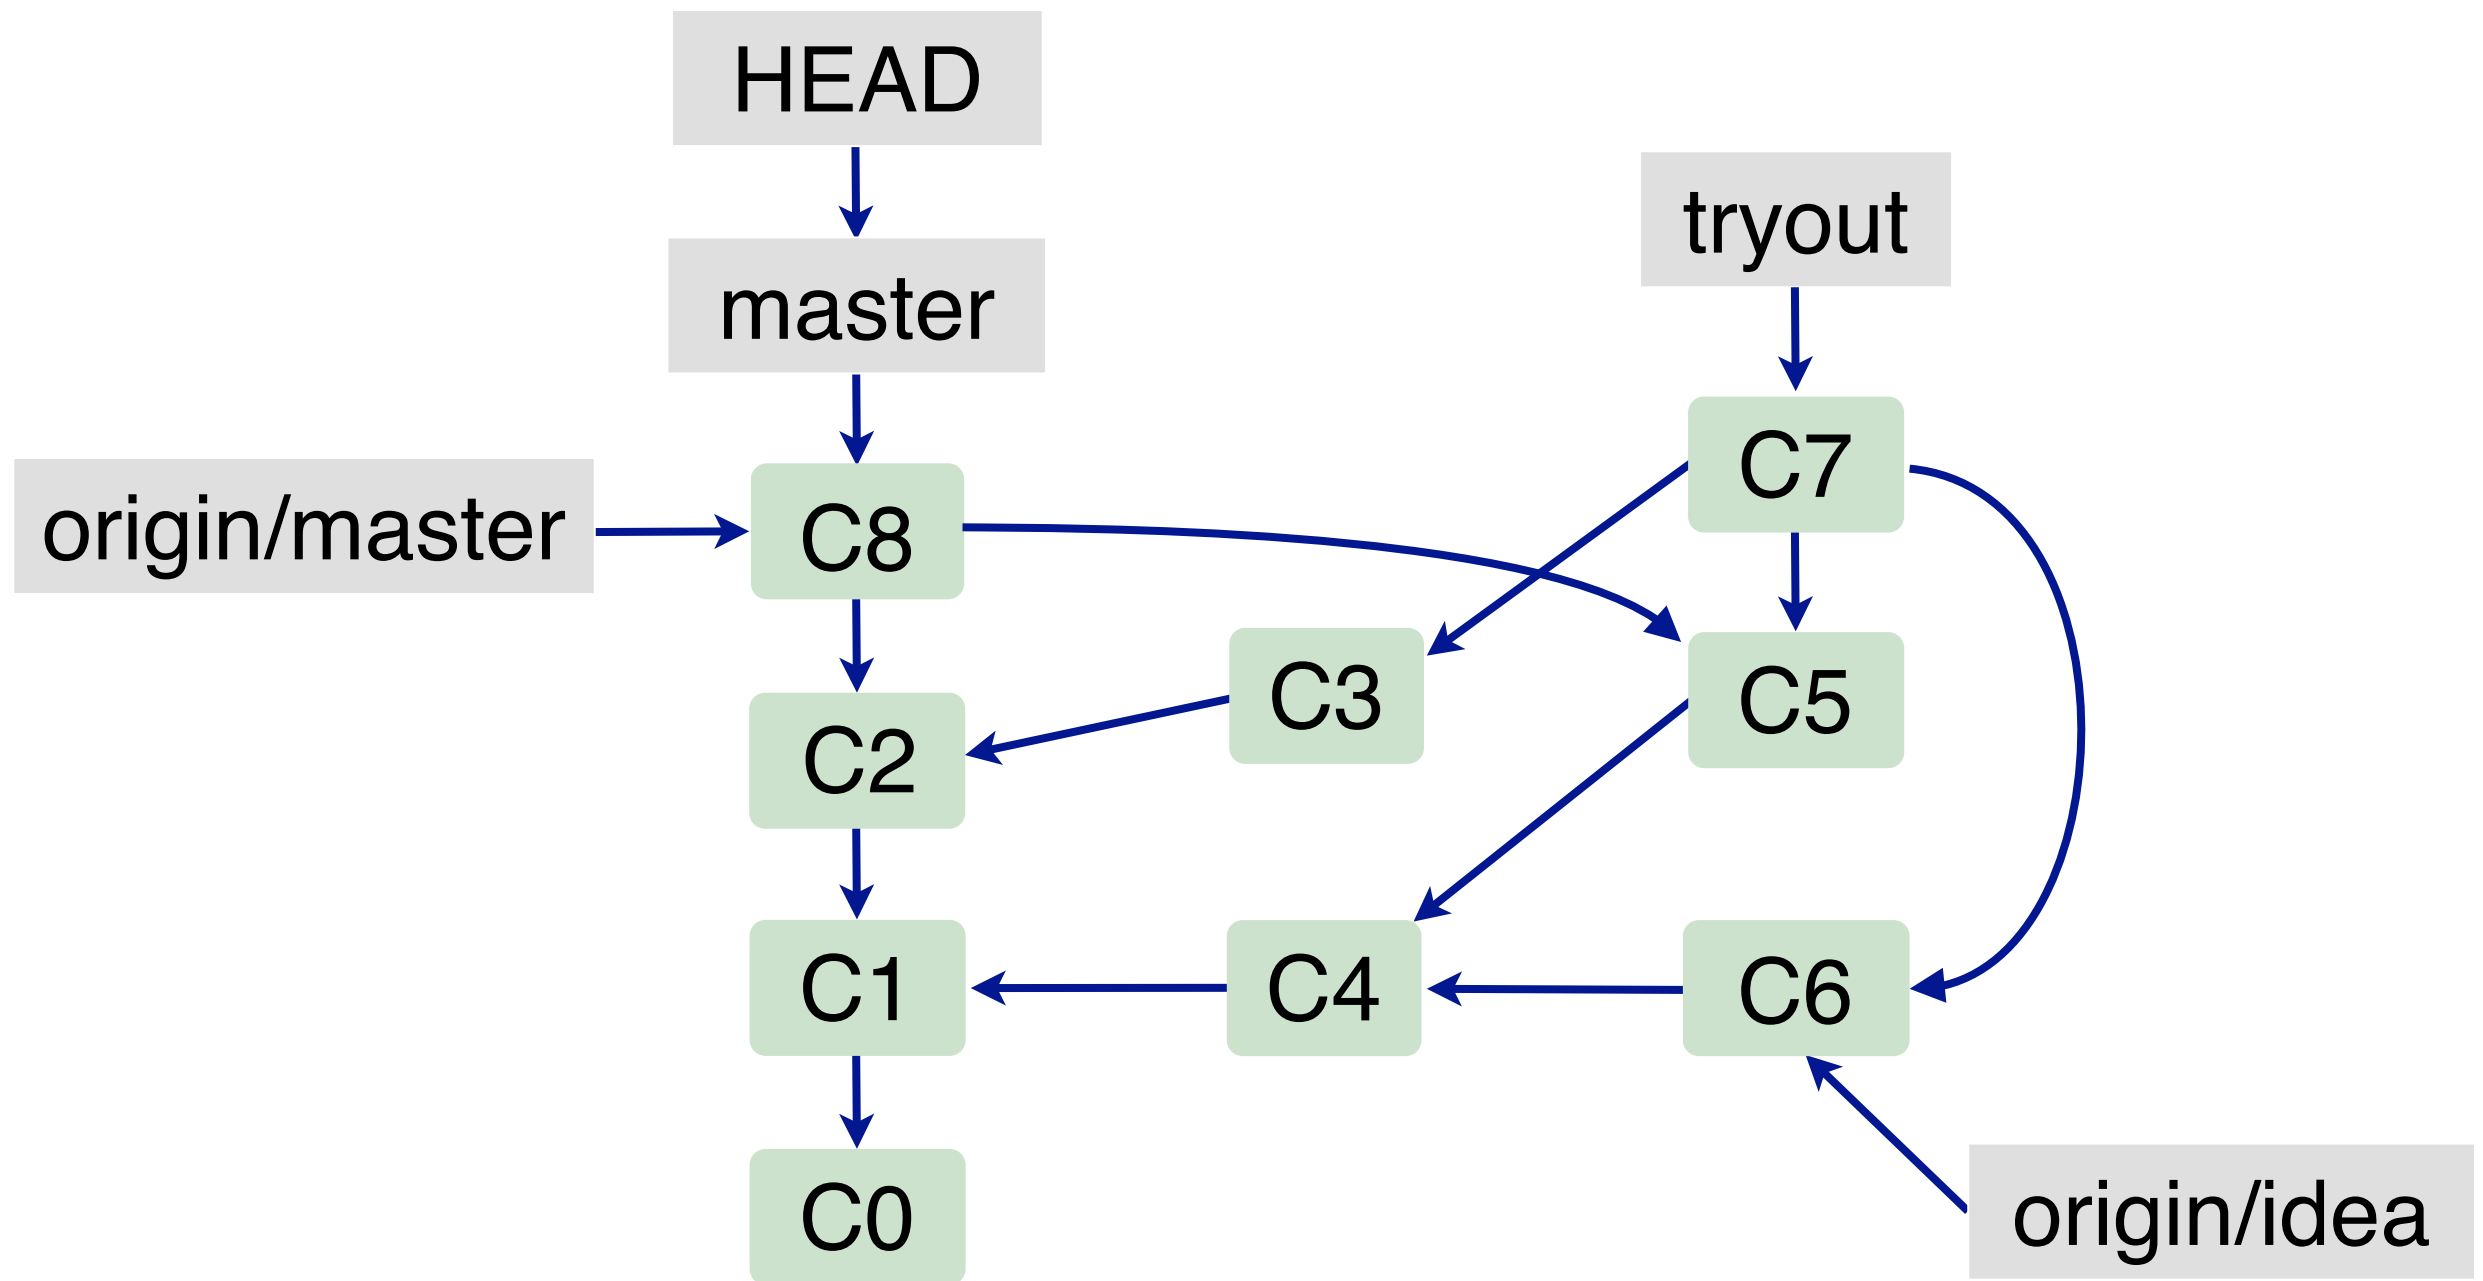 HEAD
tryout
master
C7
origin/master
C8
C3
C5
C2
C1
C4
C6
C0
origin/idea